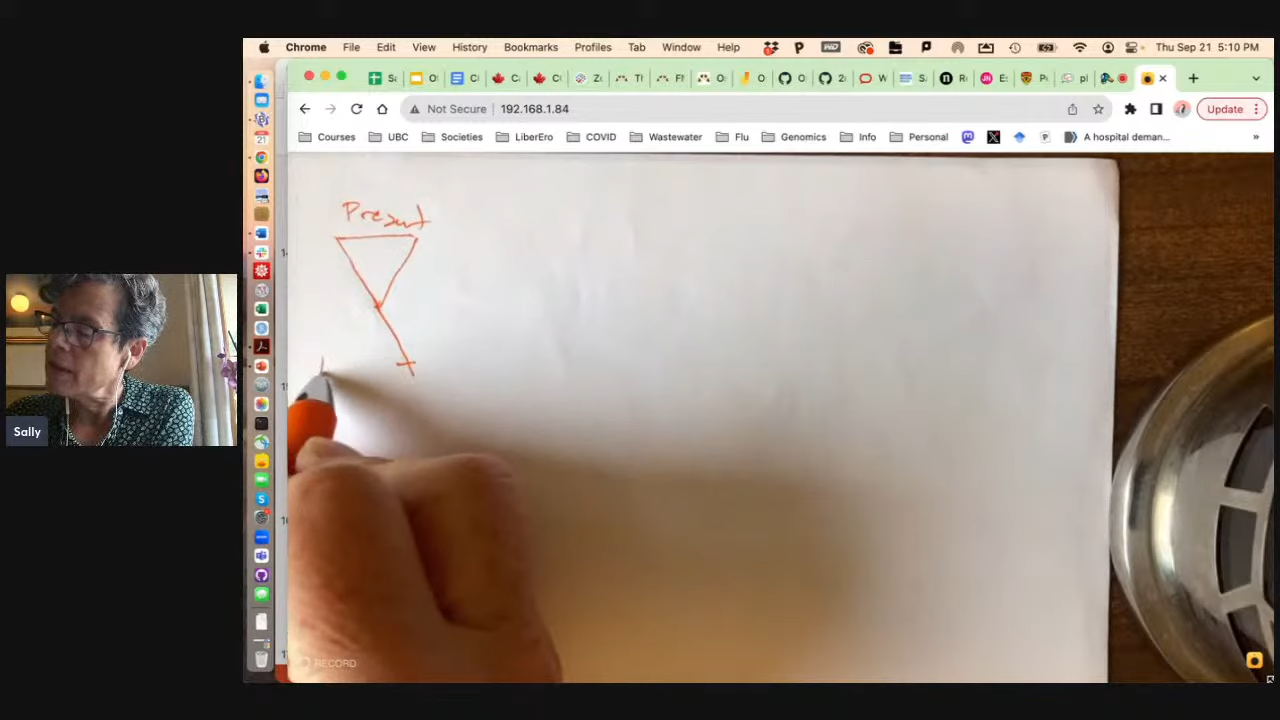 Chrome File Edit View History Bookmarks Profiles Tab Window Help Thu Sep 21 5:10 PM
Not Secure 192.168.1.84 Update
Courses UBC Societies LiberEro COVID Wastewater Flu Genomics Info Personal A hospital deman...
Present
Sally
RECORD